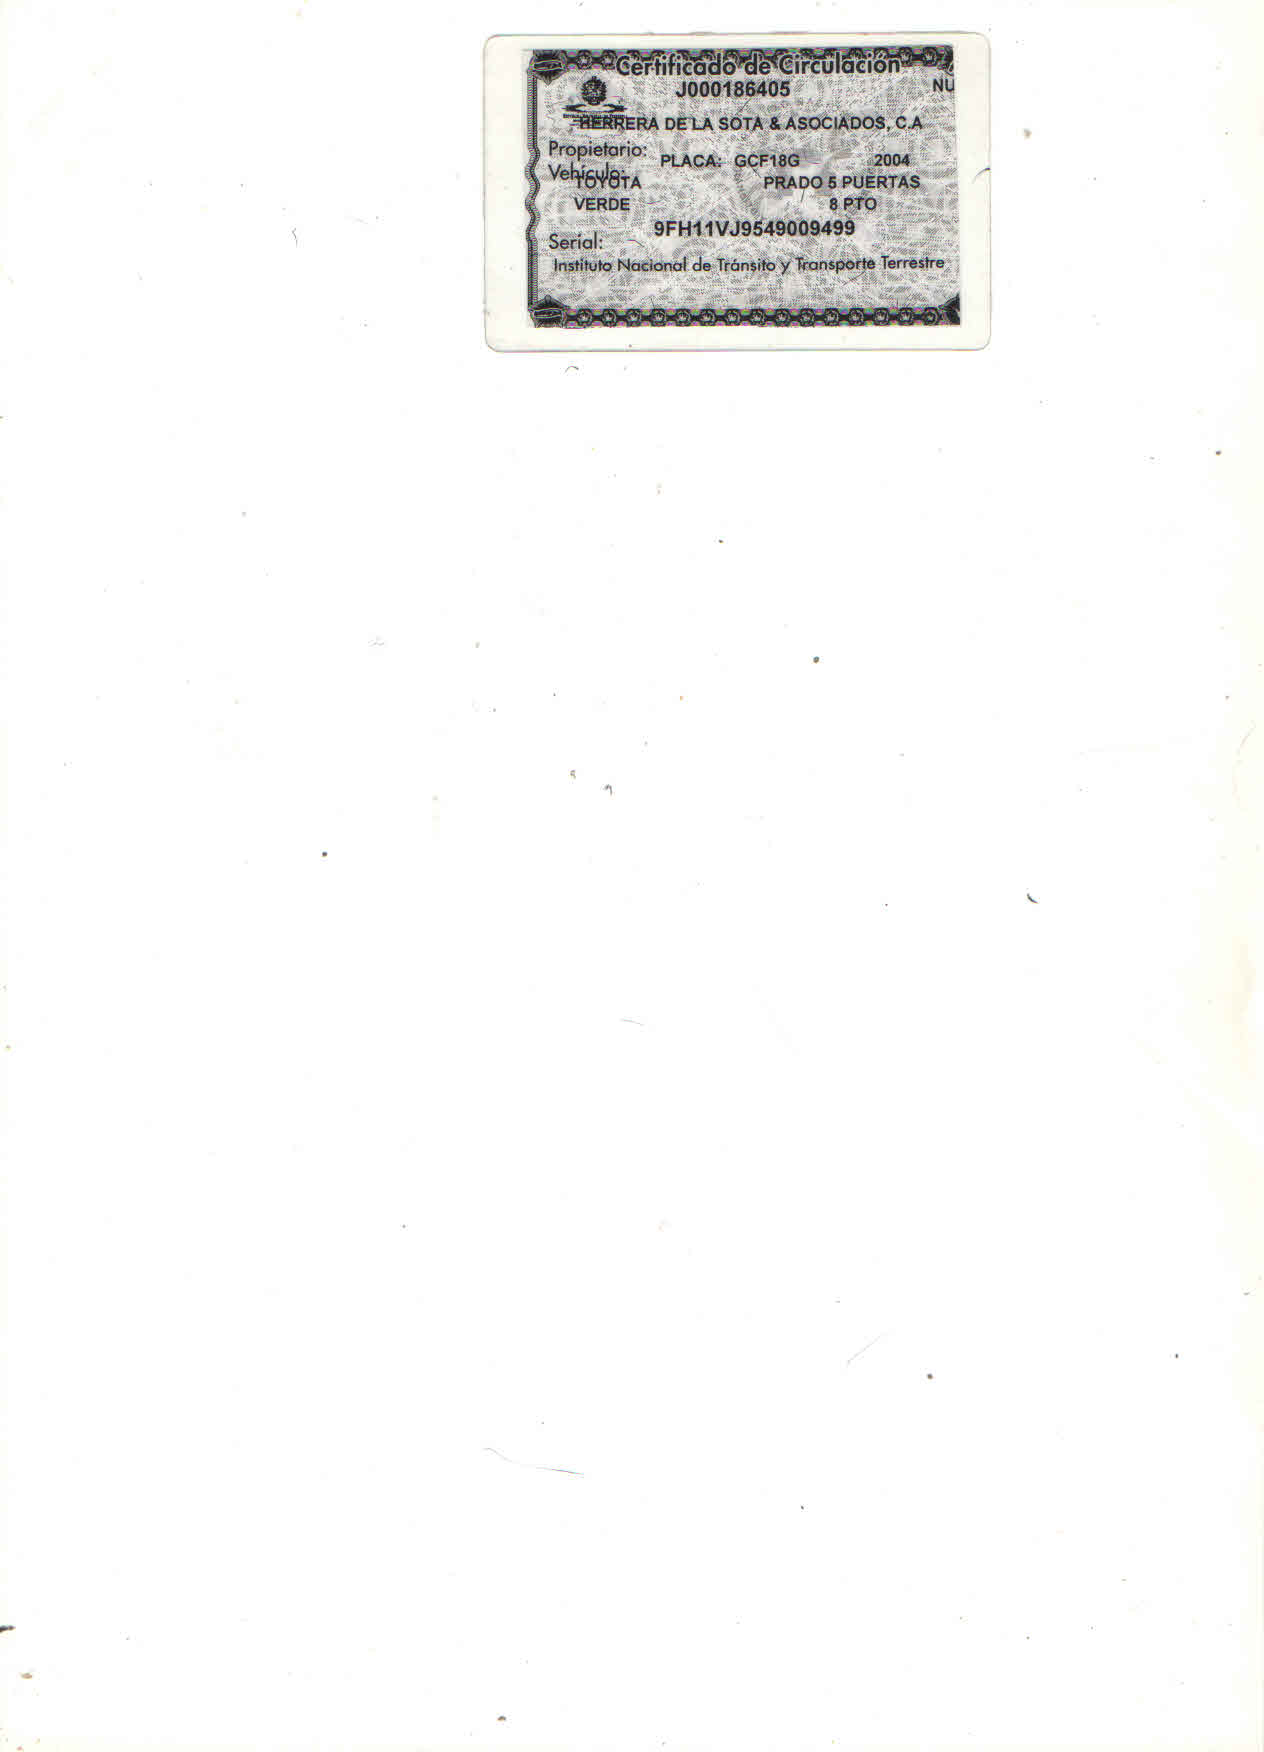 Certificado de Circulación
J000186405 NU
HERRERA DE LA SOTA & ASOCIADOS, C.A
Propietario:
PLACA: GCF18G 2004
Vehículo:
TOYOTA PRADO 5 PUERTAS
VERDE 8 PTO
9FH11VJ9549009499
Serial:
Instituto Nacional de Tránsito y Transporte Terrestre